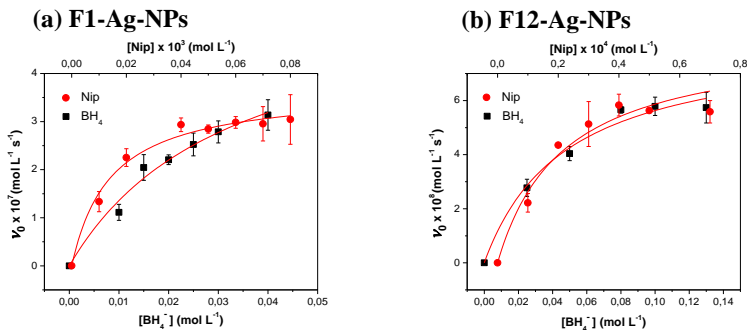 (a) F1-Ag-NPs
[Nip] x 10³ (mol L⁻¹)
0,00 0,02 0,04 0,06 0,08
4
3
2
1
0
ν₀ x 10⁷ (mol L⁻¹ s⁻¹)
Nip
BH₄
0,00 0,01 0,02 0,03 0,04 0,05
[BH₄⁻] (mol L⁻¹)
(b) F12-Ag-NPs
[Nip] x 10⁴ (mol L⁻¹)
0,0 0,2 0,4 0,6 0,8
8
6
4
2
0
ν₀ x 10⁸ (mol L⁻¹ s⁻¹)
Nip
BH₄
0,00 0,02 0,04 0,06 0,08 0,10 0,12 0,14
[BH₄⁻] (mol L⁻¹)